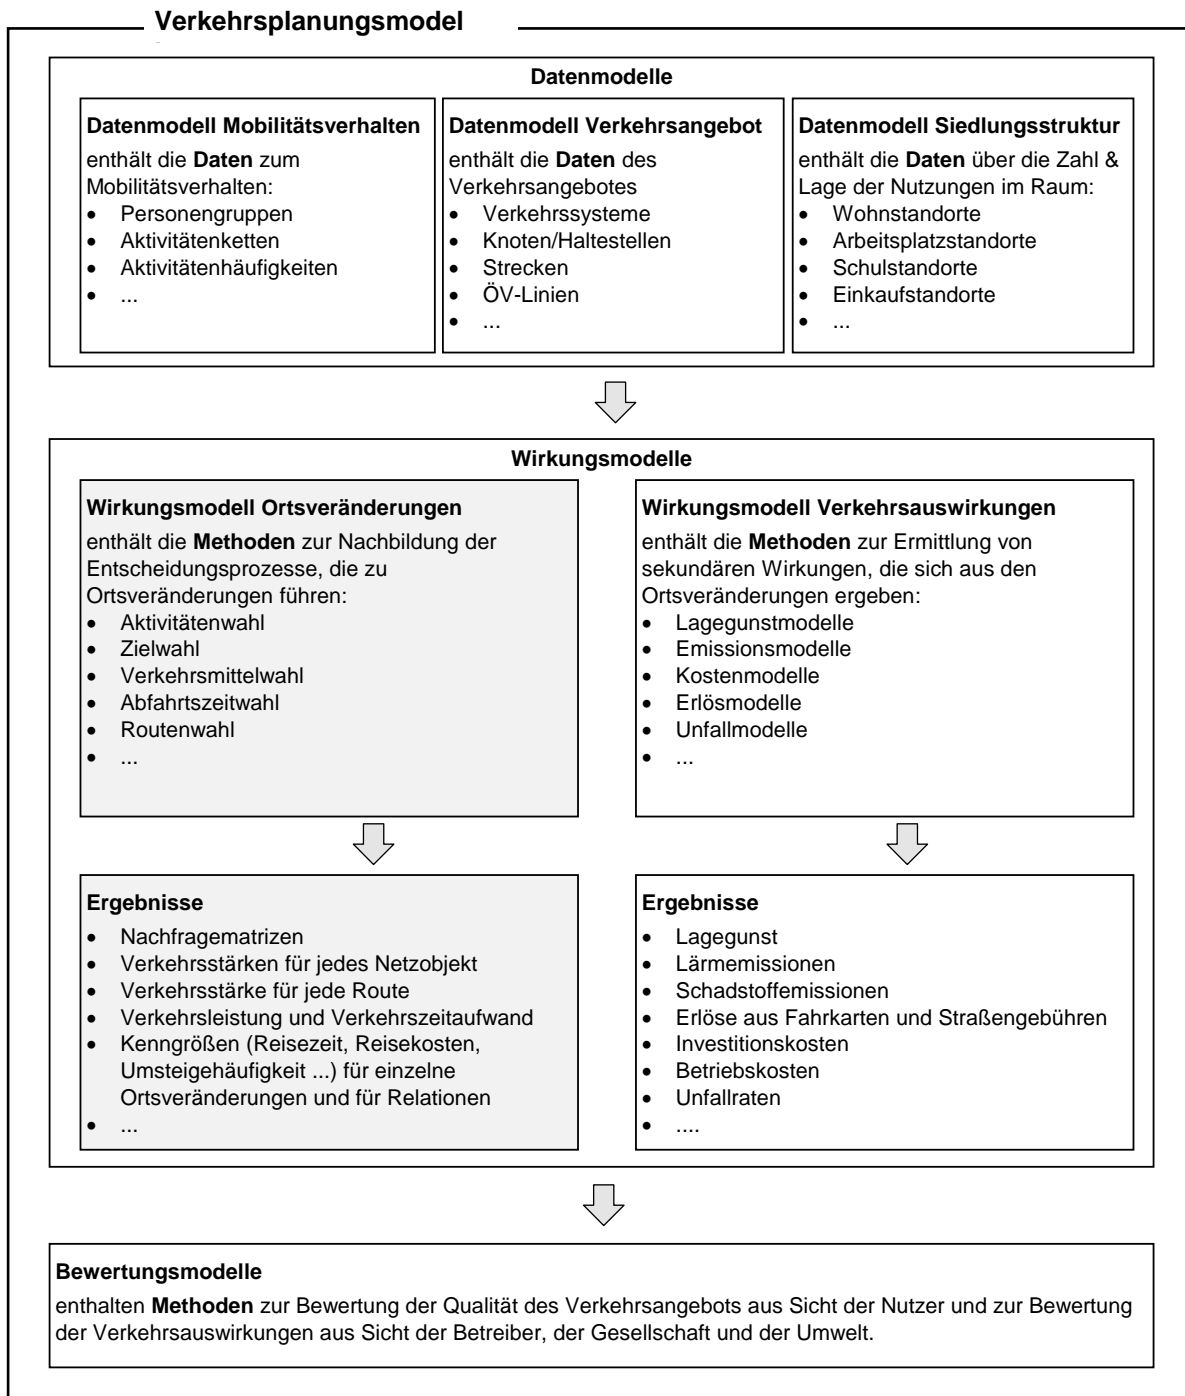 Verkehrsplanungsmodel
Datenmodelle
Datenmodell Mobilitätsverhalten
enthält die Daten zum
Mobilitätsverhalten:
• Personengruppen
• Aktivitätenketten
• Aktivitätenhäufigkeiten
• ...
Datenmodell Verkehrsangebot
enthält die Daten des
Verkehrsangebotes
• Verkehrssysteme
• Knoten/Haltestellen
• Strecken
• ÖV-Linien
• ...
Datenmodell Siedlungsstruktur
enthält die Daten über die Zahl &
Lage der Nutzungen im Raum:
• Wohnstandorte
• Arbeitsplatzstandorte
• Schulstandorte
• Einkaufstandorte
• ...
Wirkungsmodelle
Wirkungsmodell Ortsveränderungen
enthält die Methoden zur Nachbildung der
Entscheidungsprozesse, die zu
Ortsveränderungen führen:
• Aktivitätenwahl
• Zielwahl
• Verkehrsmittelwahl
• Abfahrtszeitwahl
• Routenwahl
• ...
Wirkungsmodell Verkehrsauswirkungen
enthält die Methoden zur Ermittlung von
sekundären Wirkungen, die sich aus den
Ortsveränderungen ergeben:
• Lagegunstmodelle
• Emissionsmodelle
• Kostenmodelle
• Erlösmodelle
• Unfallmodelle
• ...
Ergebnisse
• Nachfragematrizen
• Verkehrsstärken für jedes Netzobjekt
• Verkehrsstärke für jede Route
• Verkehrsleistung und Verkehrszeitaufwand
• Kenngrößen (Reisezeit, Reisekosten,
Umsteigehäufigkeit ...) für einzelne
Ortsveränderungen und für Relationen
• ...
Ergebnisse
• Lagegunst
• Lärmemissionen
• Schadstoffemissionen
• Erlöse aus Fahrkarten und Straßengebühren
• Investitionskosten
• Betriebskosten
• Unfallraten
• ....
Bewertungsmodelle
enthalten Methoden zur Bewertung der Qualität des Verkehrsangebots aus Sicht der Nutzer und zur Bewertung
der Verkehrsauswirkungen aus Sicht der Betreiber, der Gesellschaft und der Umwelt.